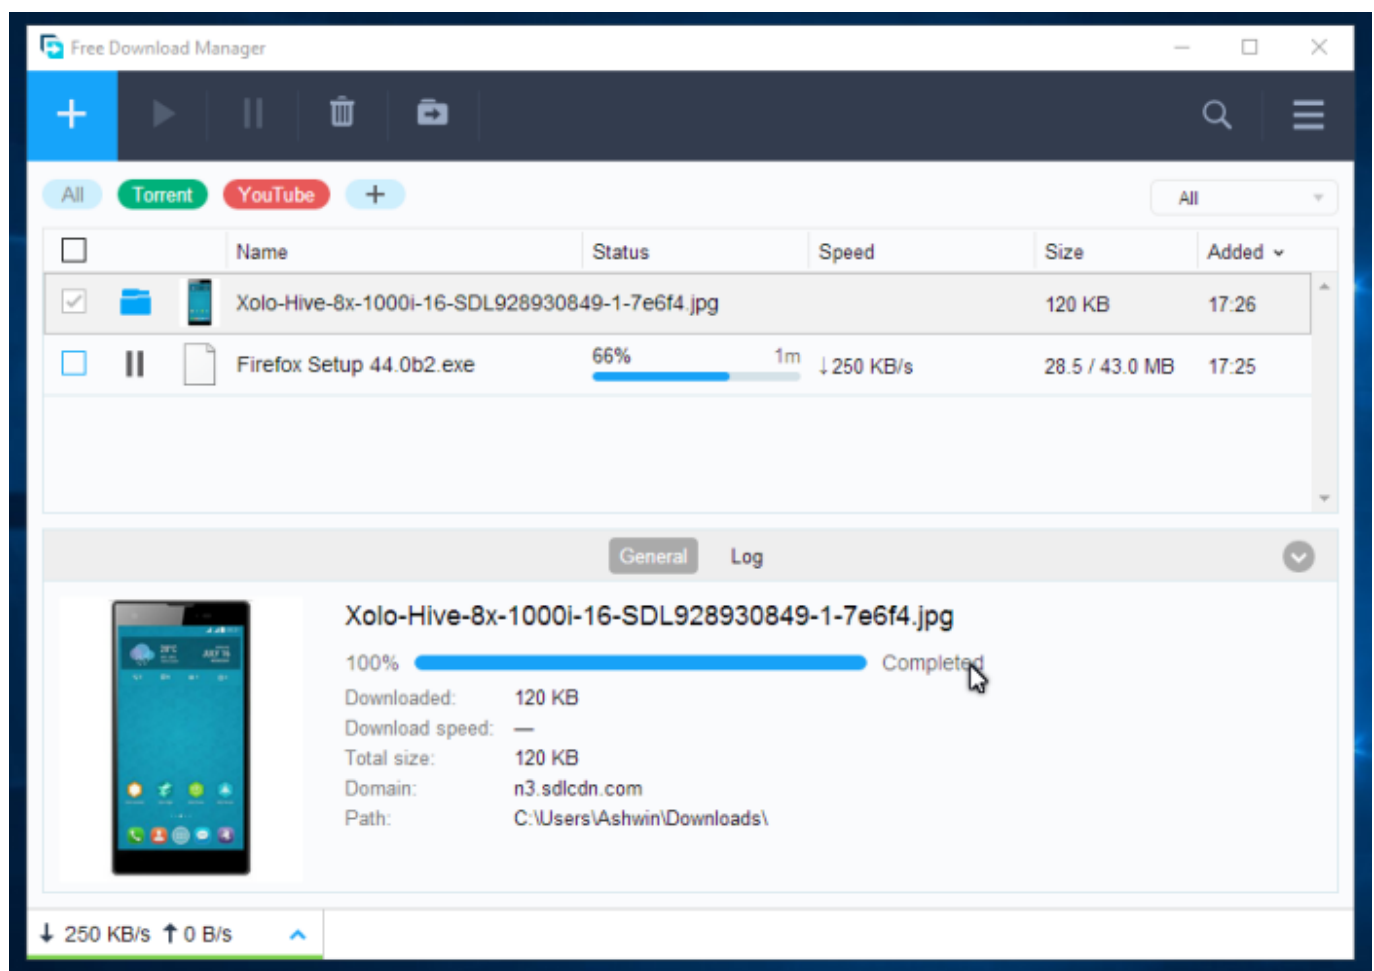 Free Download Manager
All Torrent YouTube + All
Name Status Speed Size Added
Xolo-Hive-8x-1000i-16-SDL928930849-1-7e6f4.jpg 120 KB 17:26
Firefox Setup 44.0b2.exe 66% 1m ↓250 KB/s 28.5 / 43.0 MB 17:25
General Log
Xolo-Hive-8x-1000i-16-SDL928930849-1-7e6f4.jpg
100% Completed
Downloaded: 120 KB
Download speed: —
Total size: 120 KB
Domain: n3.sdlcdn.com
Path: C:\Users\Ashwin\Downloads\
↓ 250 KB/s ↑ 0 B/s